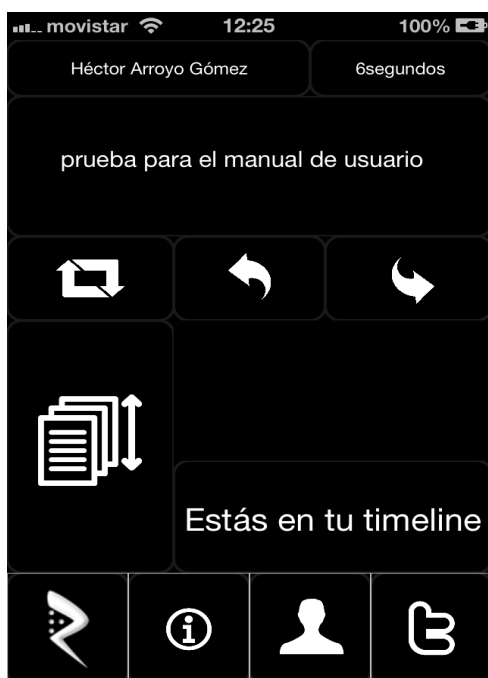 movistar 12:25 100%
Héctor Arroyo Gómez 6segundos
prueba para el manual de usuario
Estás en tu timeline